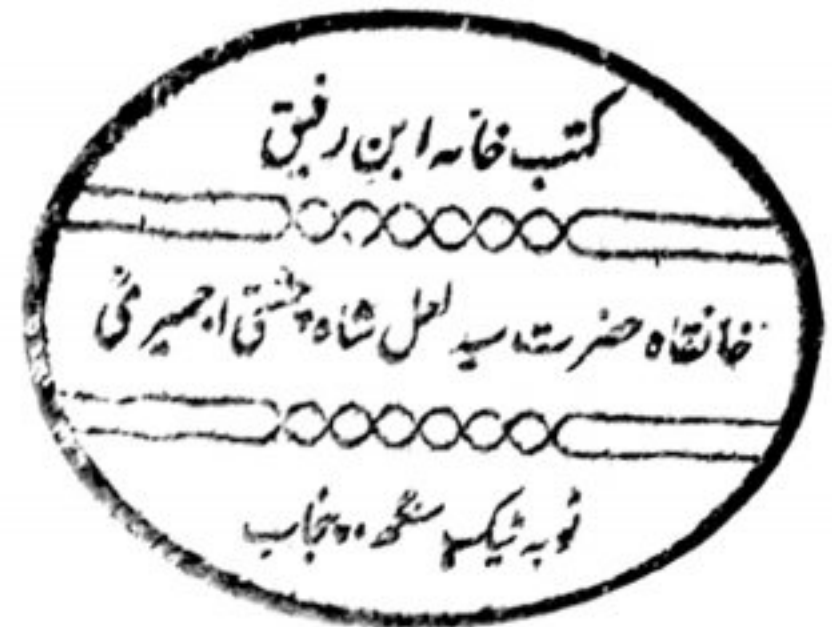 کتب خانہ ابن رفیق
خانقاہ حضرت سید لعل شاہ چشتی اجمیریؒ
ٹوبہ ٹیک سنگھ، پنجاب